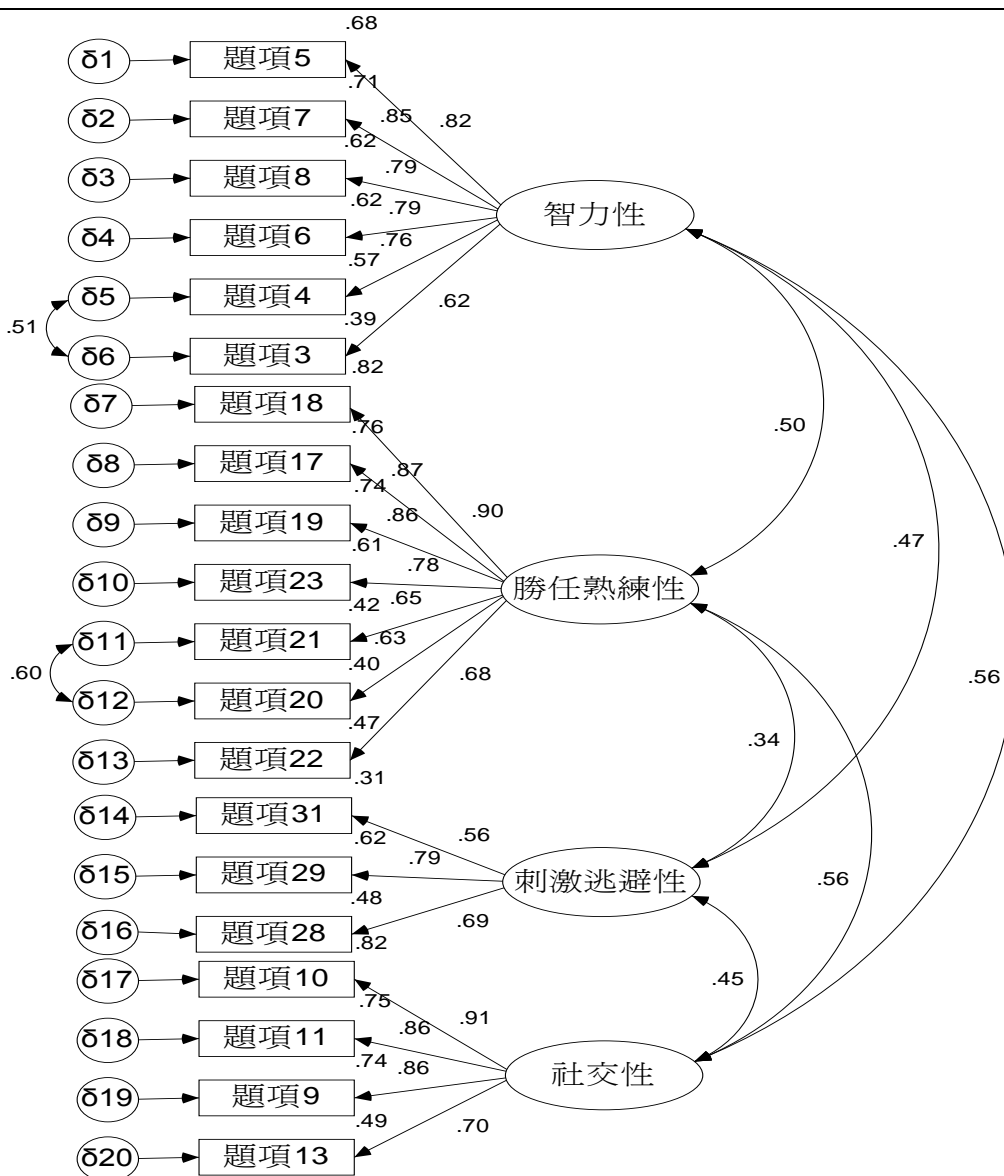 .68
δ1 題項5
.71
.85 .82
δ2 題項7
.62
.79
δ3 題項8
.62 .79
智力性
δ4 題項6
.76
.57
δ5 題項4
.62
.51
.39
δ6 題項3
.82
δ7 題項18
.76
.50
δ8 題項17
.87
.74
.90
δ9 題項19
.86
.47
.61
.78
δ10 題項23
勝任熟練性
.42 .65
δ11 題項21
.63
.60
.40
.68
.56
δ12 題項20
.47
.34
δ13 題項22
.31
δ14 題項31
.62
.56
.79
δ15 題項29
刺激逃避性
.56
.48
.69
δ16 題項28
.82
δ17 題項10
.45
.75
.91
.86
δ18 題項11
.74 .86
社交性
δ19 題項9
.49
.70
δ20 題項13